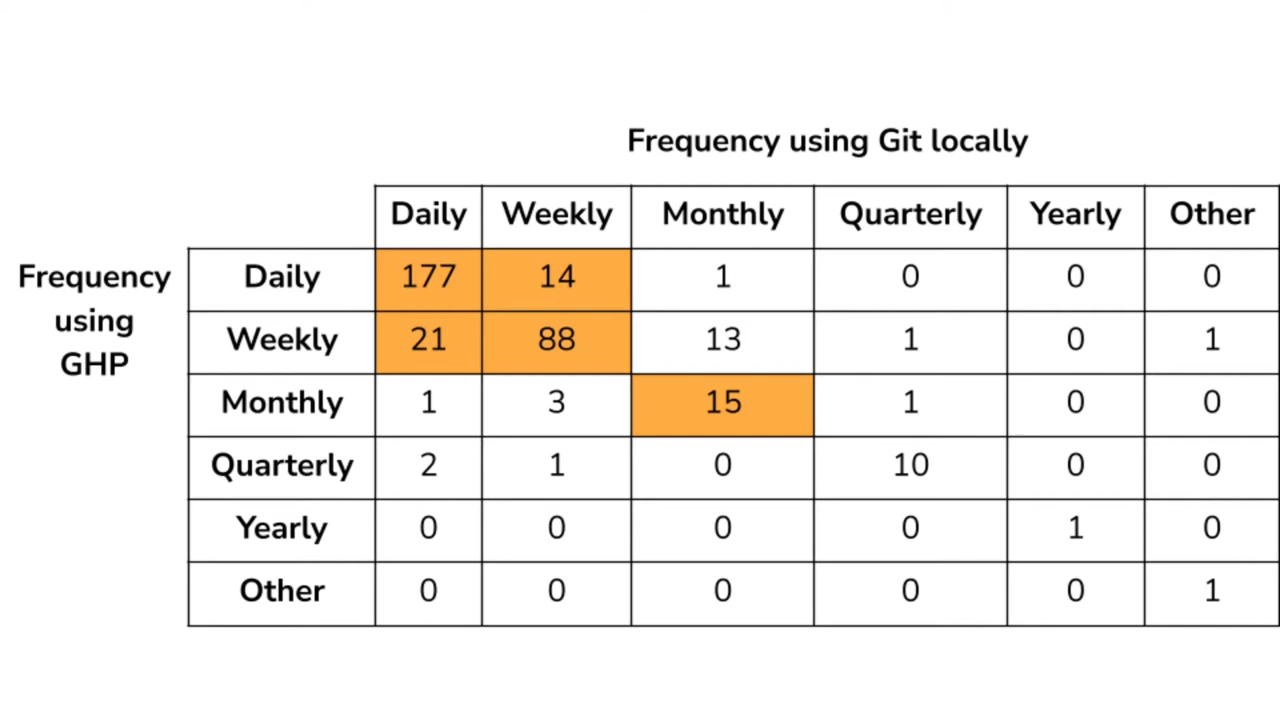 Frequency using Git locally
Daily Weekly Monthly Quarterly Yearly Other
Frequency using GHP
Daily 177 14 1 0 0 0
Weekly 21 88 13 1 0 1
Monthly 1 3 15 1 0 0
Quarterly 2 1 0 10 0 0
Yearly 0 0 0 0 1 0
Other 0 0 0 0 0 1